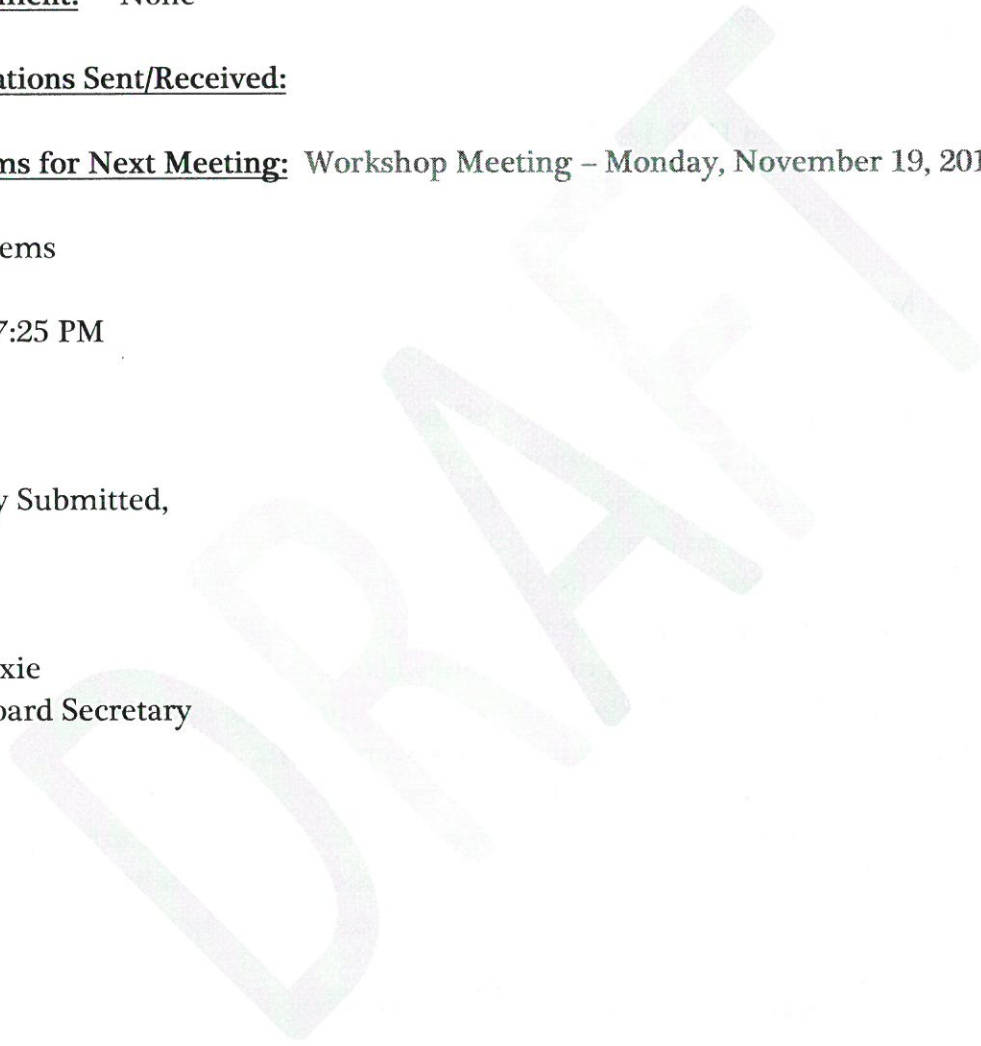 ment: None
ations Sent/Received:
ms for Next Meeting: Workshop Meeting – Monday, November 19, 201
ems
7:25 PM
y Submitted,
xie
oard Secretary
DRAFT